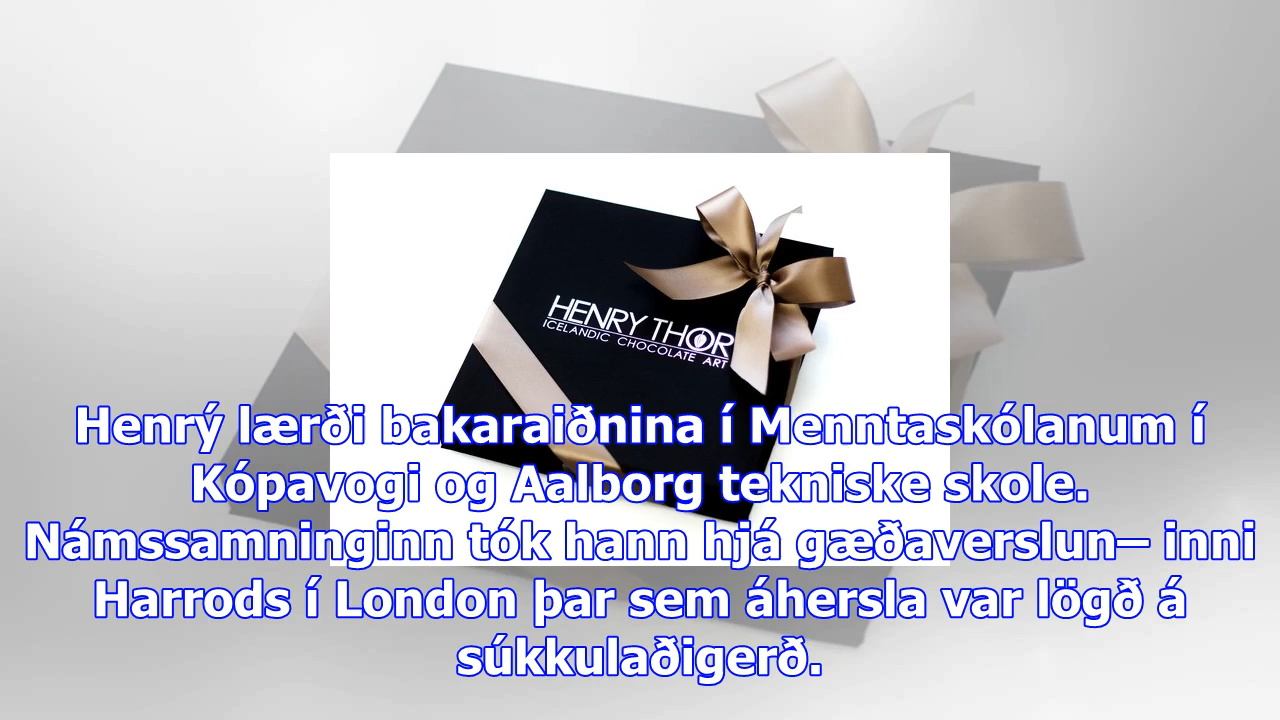 HENRY THOR
ICELANDIC CHOCOLATE ART
Henrý lærði bakaraiðnina í Menntaskólanum í
Kópavogi og Aalborg tekniske skole.
Námssamninginn tók hann hjá gæðaverslun– inni
Harrods í London þar sem áhersla var lögð á
súkkulaðigerð.